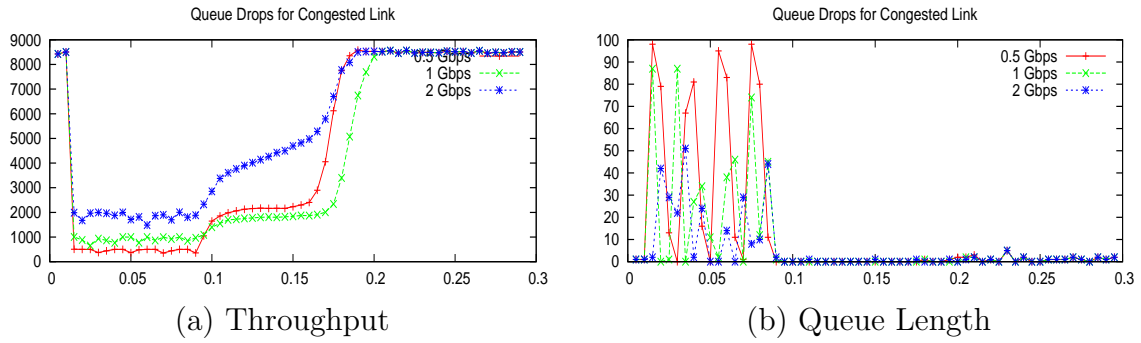 Queue Drops for Congested Link
9000
8000
7000
6000
5000
4000
3000
2000
1000
0
0 0.05 0.1 0.15 0.2 0.25 0.3
0.5 Gbps
1 Gbps
2 Gbps
(a) Throughput
Queue Drops for Congested Link
100
90
80
70
60
50
40
30
20
10
0
0 0.05 0.1 0.15 0.2 0.25 0.3
0.5 Gbps
1 Gbps
2 Gbps
(b) Queue Length